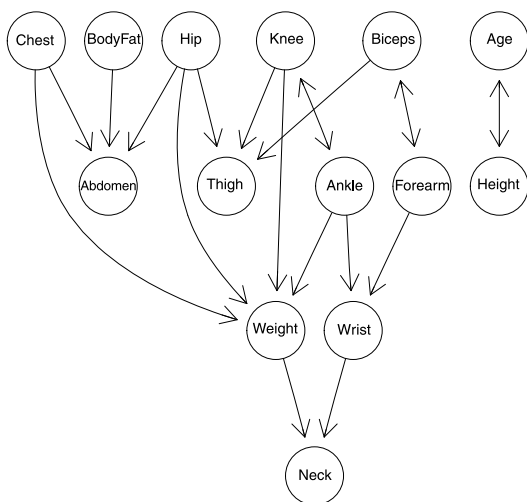 Chest BodyFat Hip Knee Biceps Age
Abdomen Thigh Ankle Forearm Height
Weight Wrist
Neck